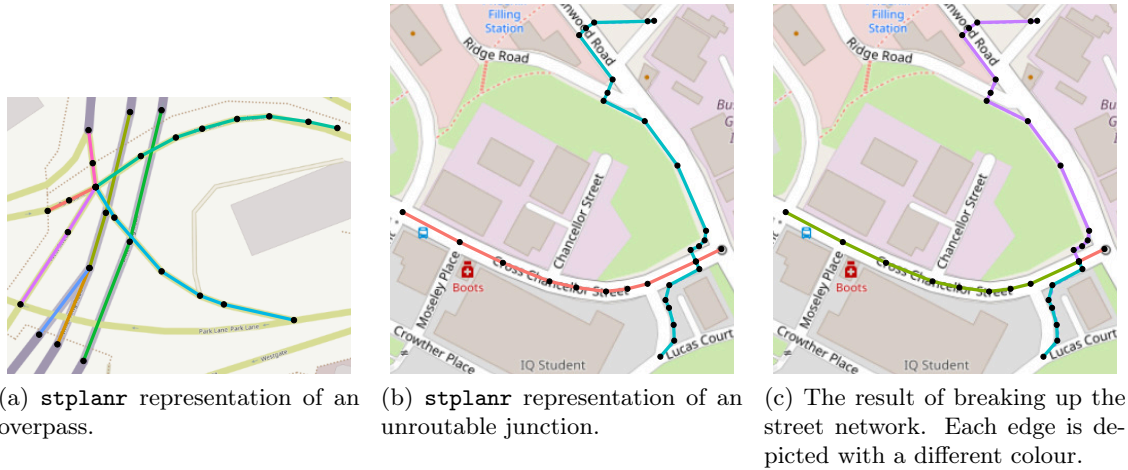 Filling
Station
nwood Road
Ridge Road
Bu
G
I
Chancellor Street
Cross Chancellor Street
Moseley Place
Boots
Crowther Place
IQ Student
Lucas Court
Filling
Station
nwood Road
Ridge Road
Bu
G
I
Chancellor Street
Cross Chancellor Street
Moseley Place
Boots
Crowther Place
IQ Student
Lucas Court
Park Lane Park Lane
Westgate
(a) stplanr representation of an
overpass.
(b) stplanr representation of an
unroutable junction.
(c) The result of breaking up the
street network. Each edge is de-
picted with a different colour.